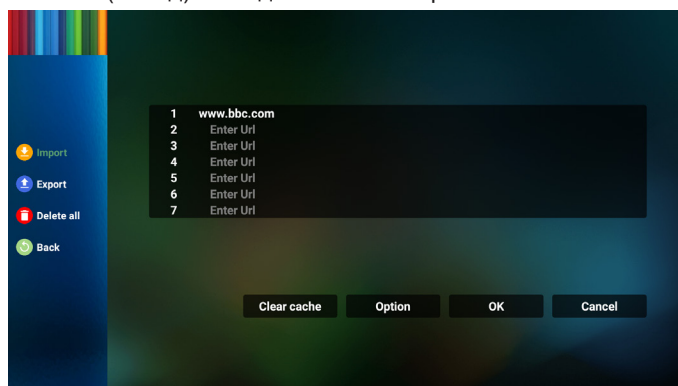 1 www.bbc.com
2 Enter Url
3 Enter Url
4 Enter Url
5 Enter Url
6 Enter Url
7 Enter Url
Import
Export
Delete all
Back
Clear cache Option OK Cancel